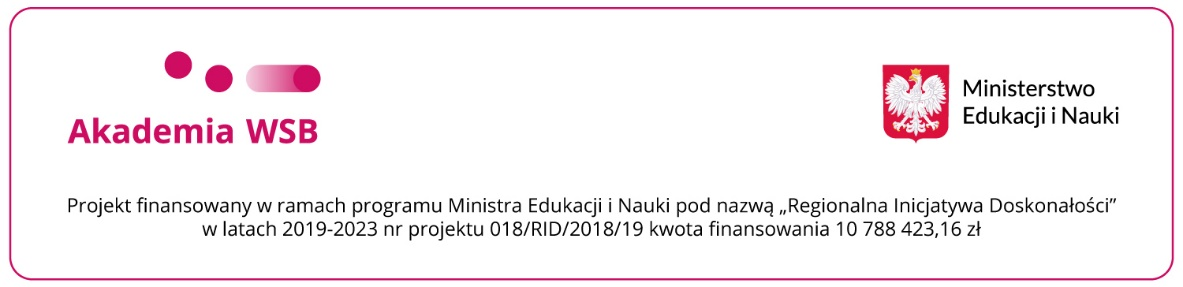 Akademia WSB
Ministerstwo
Edukacji i Nauki
Projekt finansowany w ramach programu Ministra Edukacji i Nauki pod nazwą „Regionalna Inicjatywa Doskonałości”
w latach 2019-2023 nr projektu 018/RID/2018/19 kwota finansowania 10 788 423,16 zł